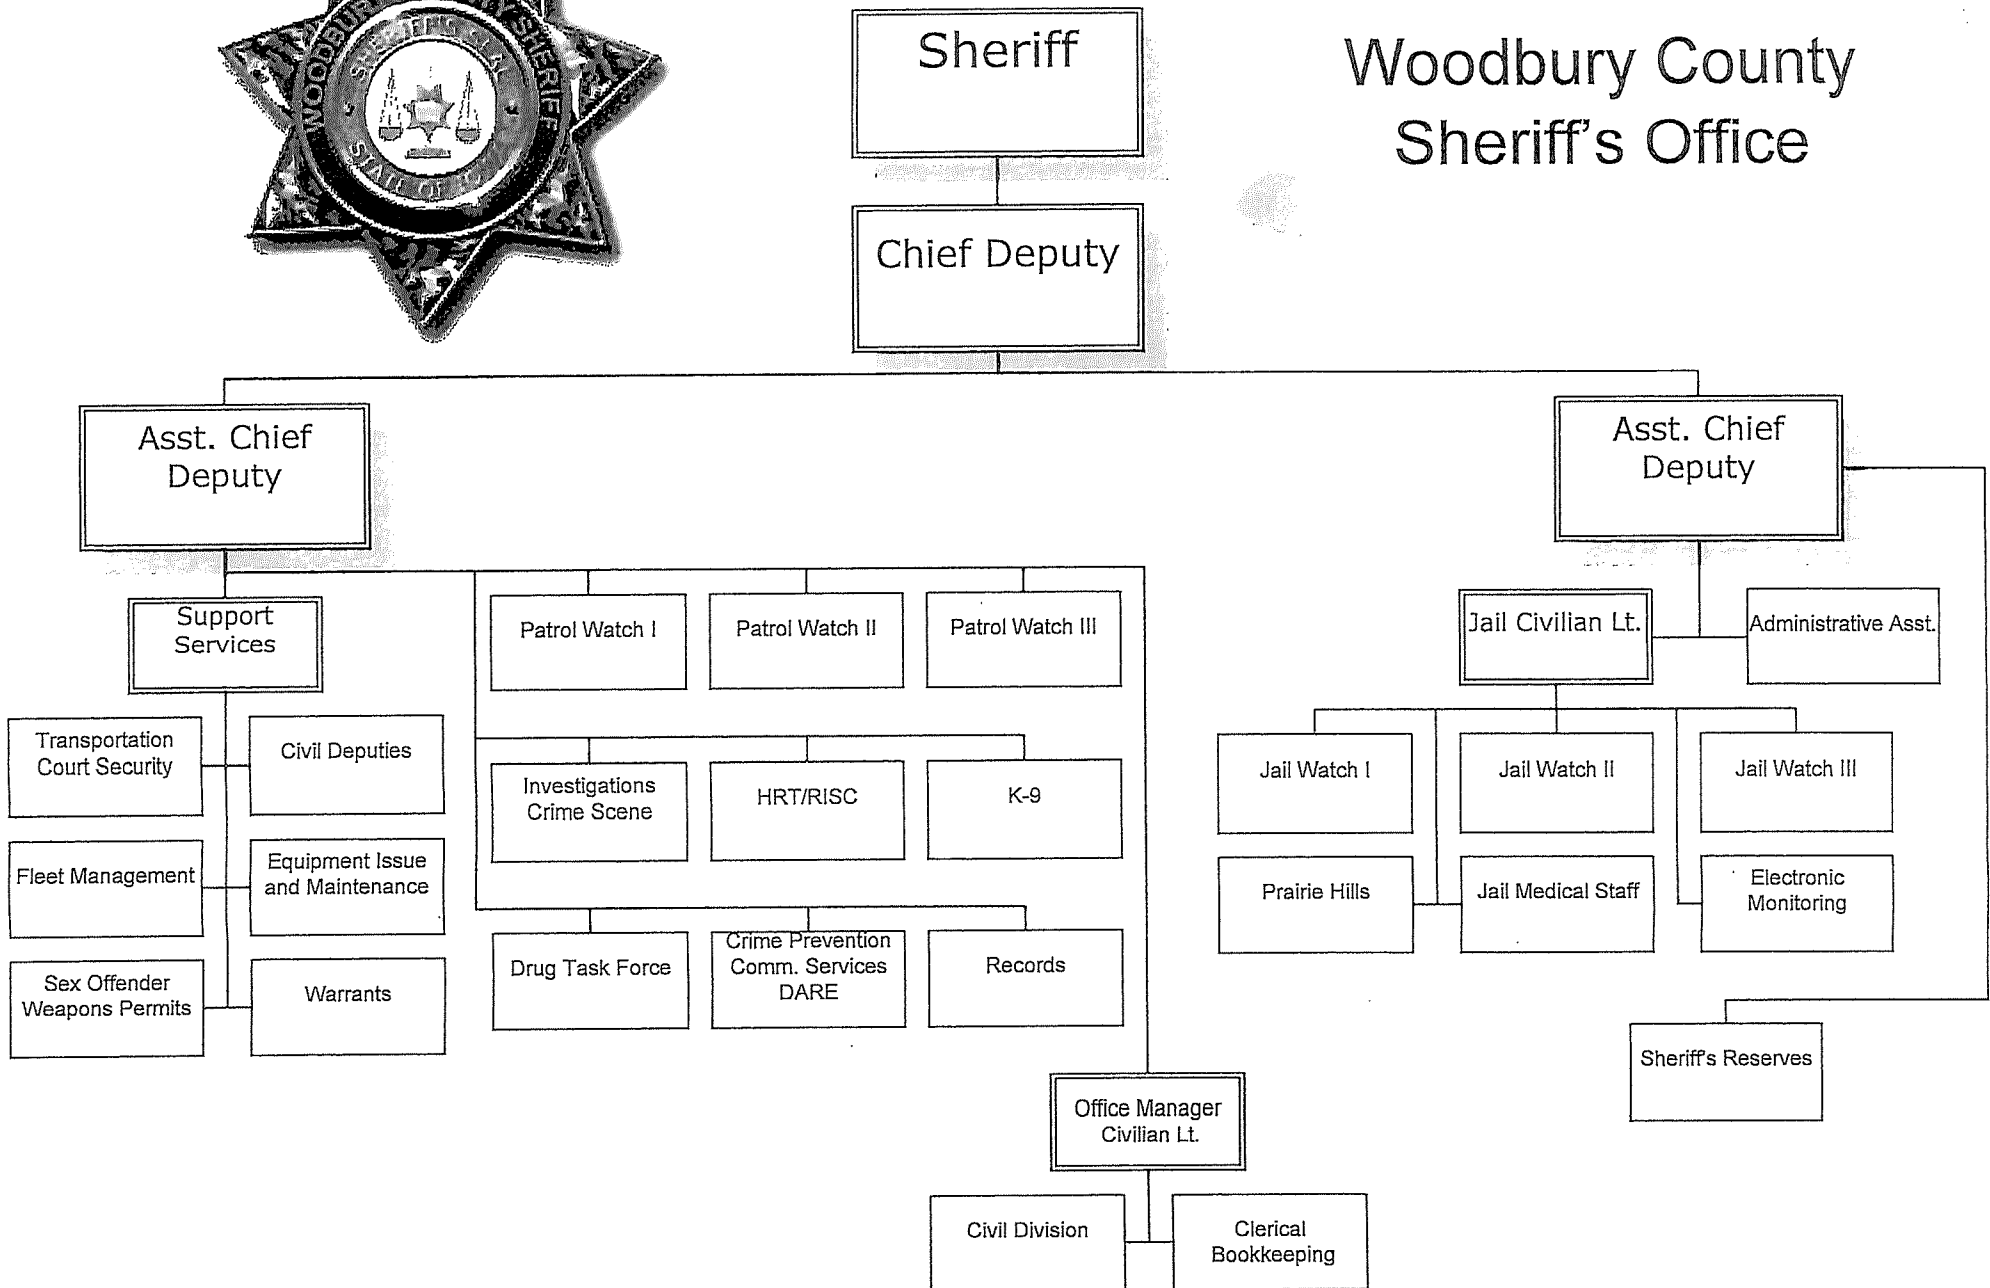 WOODBURY
SHERIFF
STATE OF
Sheriff
Woodbury County
Sheriff's Office
Chief Deputy
Asst. Chief
Deputy
Asst. Chief
Deputy
Support
Services
Patrol Watch I
Patrol Watch II
Patrol Watch III
Jail Civilian Lt.
Administrative Asst.
Transportation
Court Security
Civil Deputies
Investigations
Crime Scene
HRT/RISC
K-9
Jail Watch I
Jail Watch II
Jail Watch III
Fleet Management
Equipment Issue
and Maintenance
Prairie Hills
Jail Medical Staff
Electronic
Monitoring
Sex Offender
Weapons Permits
Warrants
Drug Task Force
Crime Prevention
Comm. Services
DARE
Records
Sheriff's Reserves
Office Manager
Civilian Lt.
Civil Division
Clerical
Bookkeeping